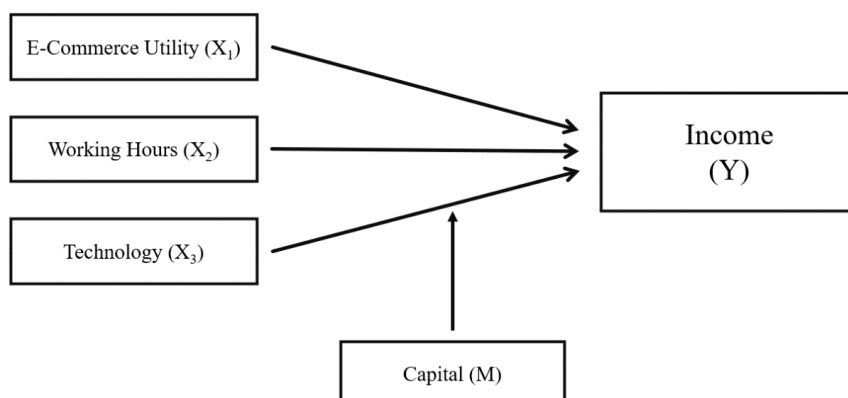 E-Commerce Utility (X₁)
Working Hours (X₂)
Technology (X₃)
Income
(Y)
Capital (M)